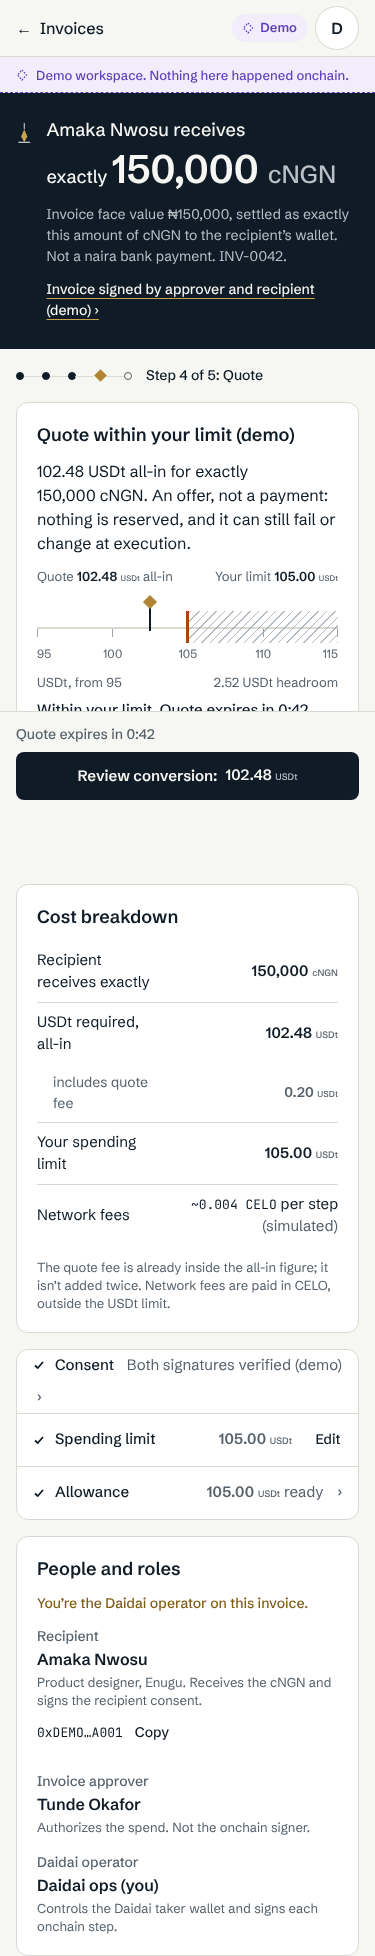 ← Invoices
Demo
D
Demo workspace. Nothing here happened onchain.
Amaka Nwosu receives
exactly 150,000 cNGN
Invoice face value ₦150,000, settled as exactly
this amount of cNGN to the recipient’s wallet.
Not a naira bank payment. INV-0042.
Invoice signed by approver and recipient
(demo) ›
Step 4 of 5: Quote
Quote within your limit (demo)
102.48 USDt all-in for exactly
150,000 cNGN. An offer, not a payment:
nothing is reserved, and it can still fail or
change at execution.
Quote 102.48 USDt all-in
Your limit 105.00 USDt
95 100 105 110 115
USDt, from 95
2.52 USDt headroom
Within your limit. Quote expires in 0:42
Quote expires in 0:42
Review conversion: 102.48 USDt
Cost breakdown
Recipient
receives exactly
150,000 cNGN
USDt required,
all-in
102.48 USDt
includes quote
fee
0.20 USDt
Your spending
limit
105.00 USDt
Network fees
~0.004 CELO per step
(simulated)
The quote fee is already inside the all-in figure; it
isn’t added twice. Network fees are paid in CELO,
outside the USDt limit.
Consent Both signatures verified (demo)
›
Spending limit 105.00 USDt Edit
Allowance 105.00 USDt ready ›
People and roles
You’re the Daidai operator on this invoice.
Recipient
Amaka Nwosu
Product designer, Enugu. Receives the cNGN and
signs the recipient consent.
0xDEMO…A001 Copy
Invoice approver
Tunde Okafor
Authorizes the spend. Not the onchain signer.
Daidai operator
Daidai ops (you)
Controls the Daidai taker wallet and signs each
onchain step.